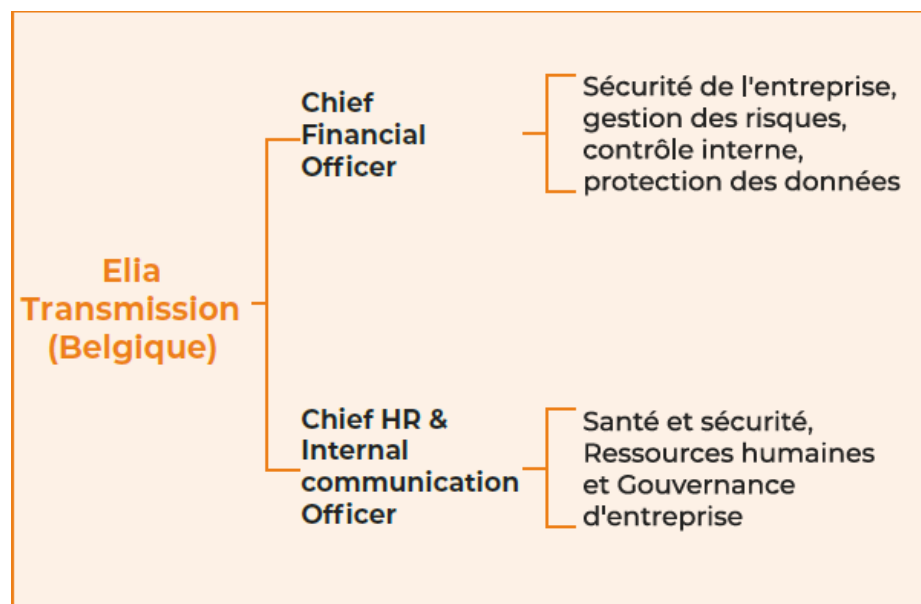 Elia
Transmission
(Belgique)
Chief
Financial
Officer
Sécurité de l'entreprise,
gestion des risques,
contrôle interne,
protection des données
Chief HR &
Internal
communication
Officer
Santé et sécurité,
Ressources humaines
et Gouvernance
d'entreprise